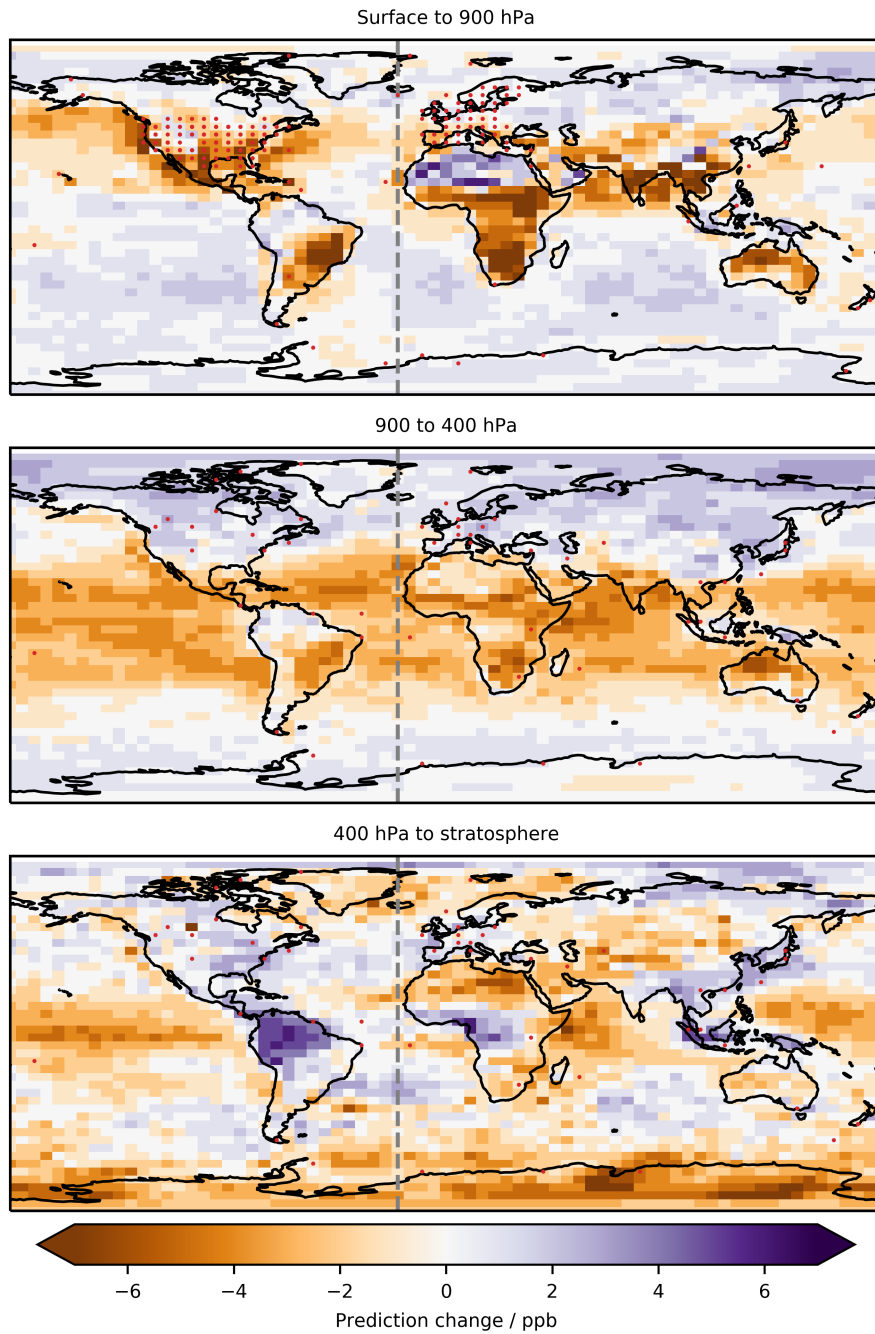 Surface to 900 hPa
900 to 400 hPa
400 hPa to stratosphere
−6 −4 −2 0 2 4 6
Prediction change / ppb